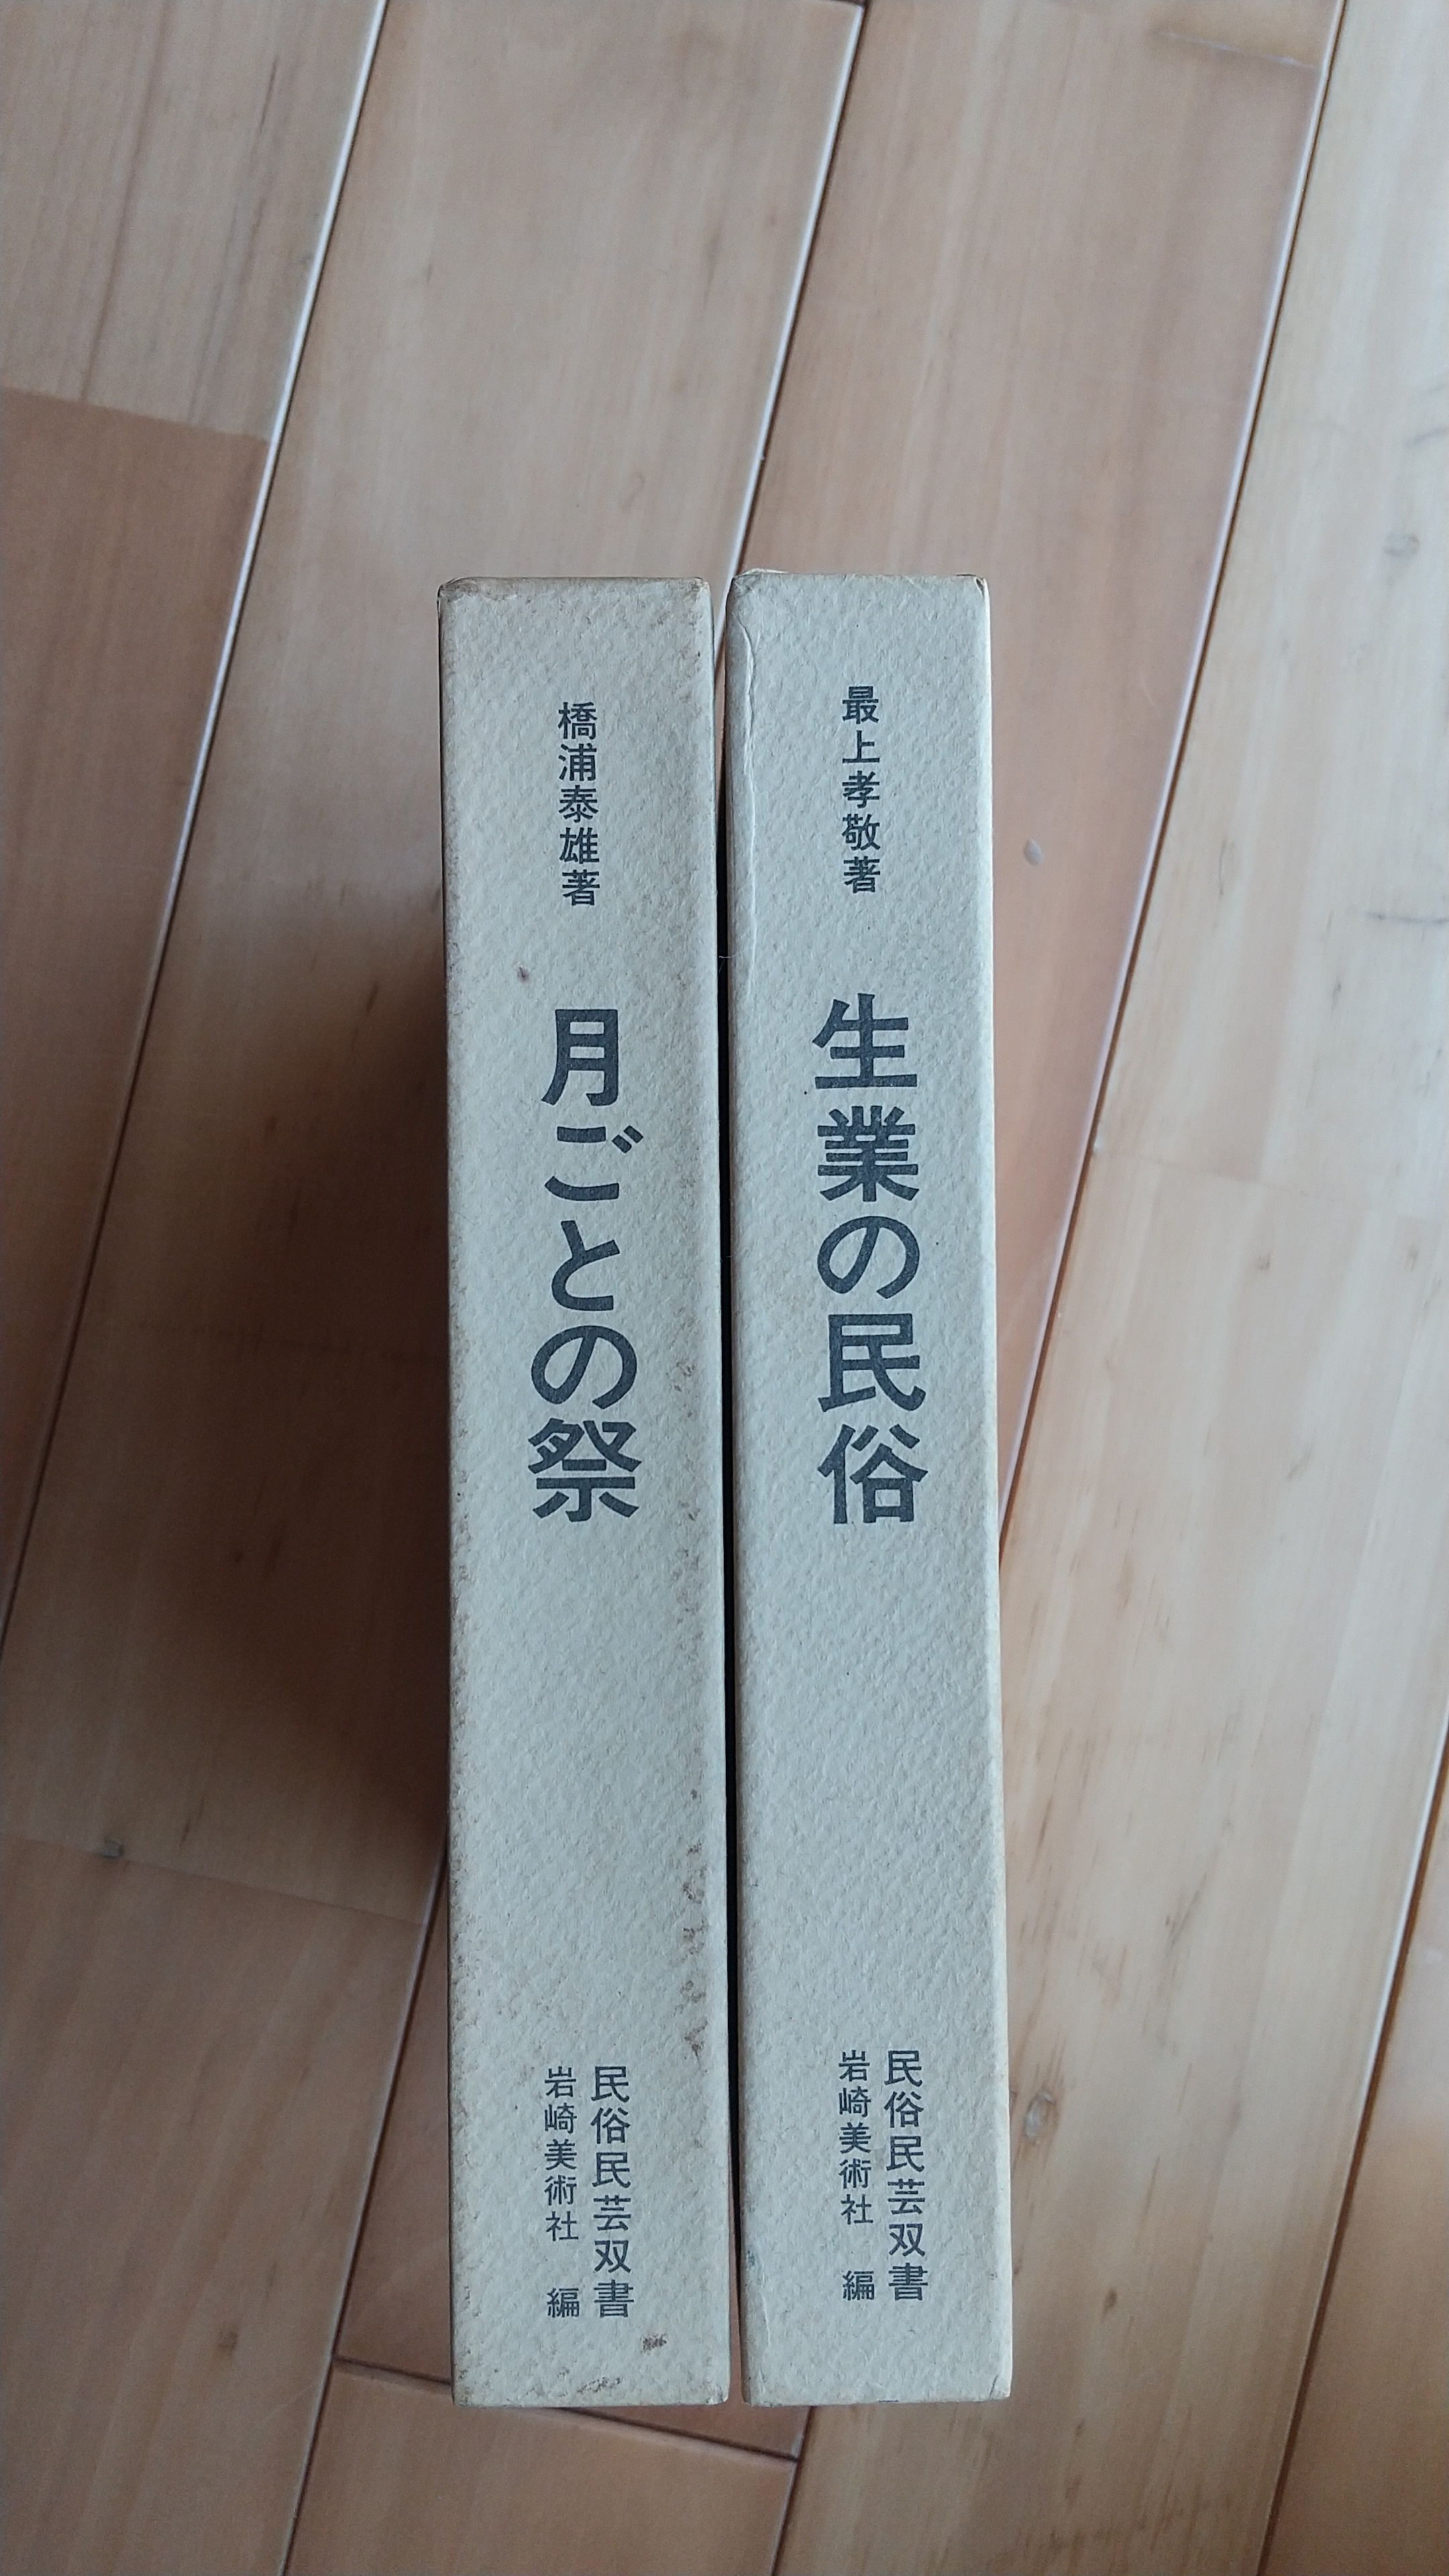 最上孝敬著
生業の民俗
民俗民芸双書
岩崎美術社 編
橋浦泰雄著
月ごとの祭
民俗民芸双書
岩崎美術社 編